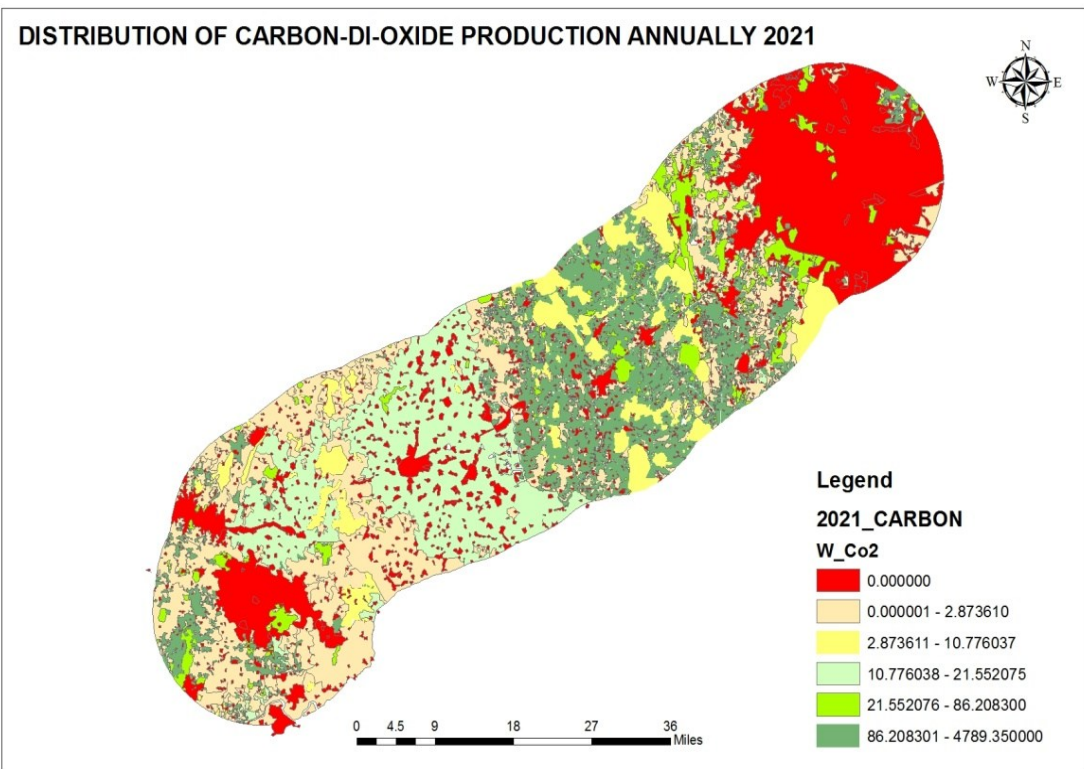 DISTRIBUTION OF CARBON-DI-OXIDE PRODUCTION ANNUALLY 2021
N
W E
S
Legend
2021_CARBON
W_Co2
0.000000
0.000001 - 2.873610
2.873611 - 10.776037
10.776038 - 21.552075
21.552076 - 86.208300
86.208301 - 4789.350000
0 4.5 9 18 27 36
Miles